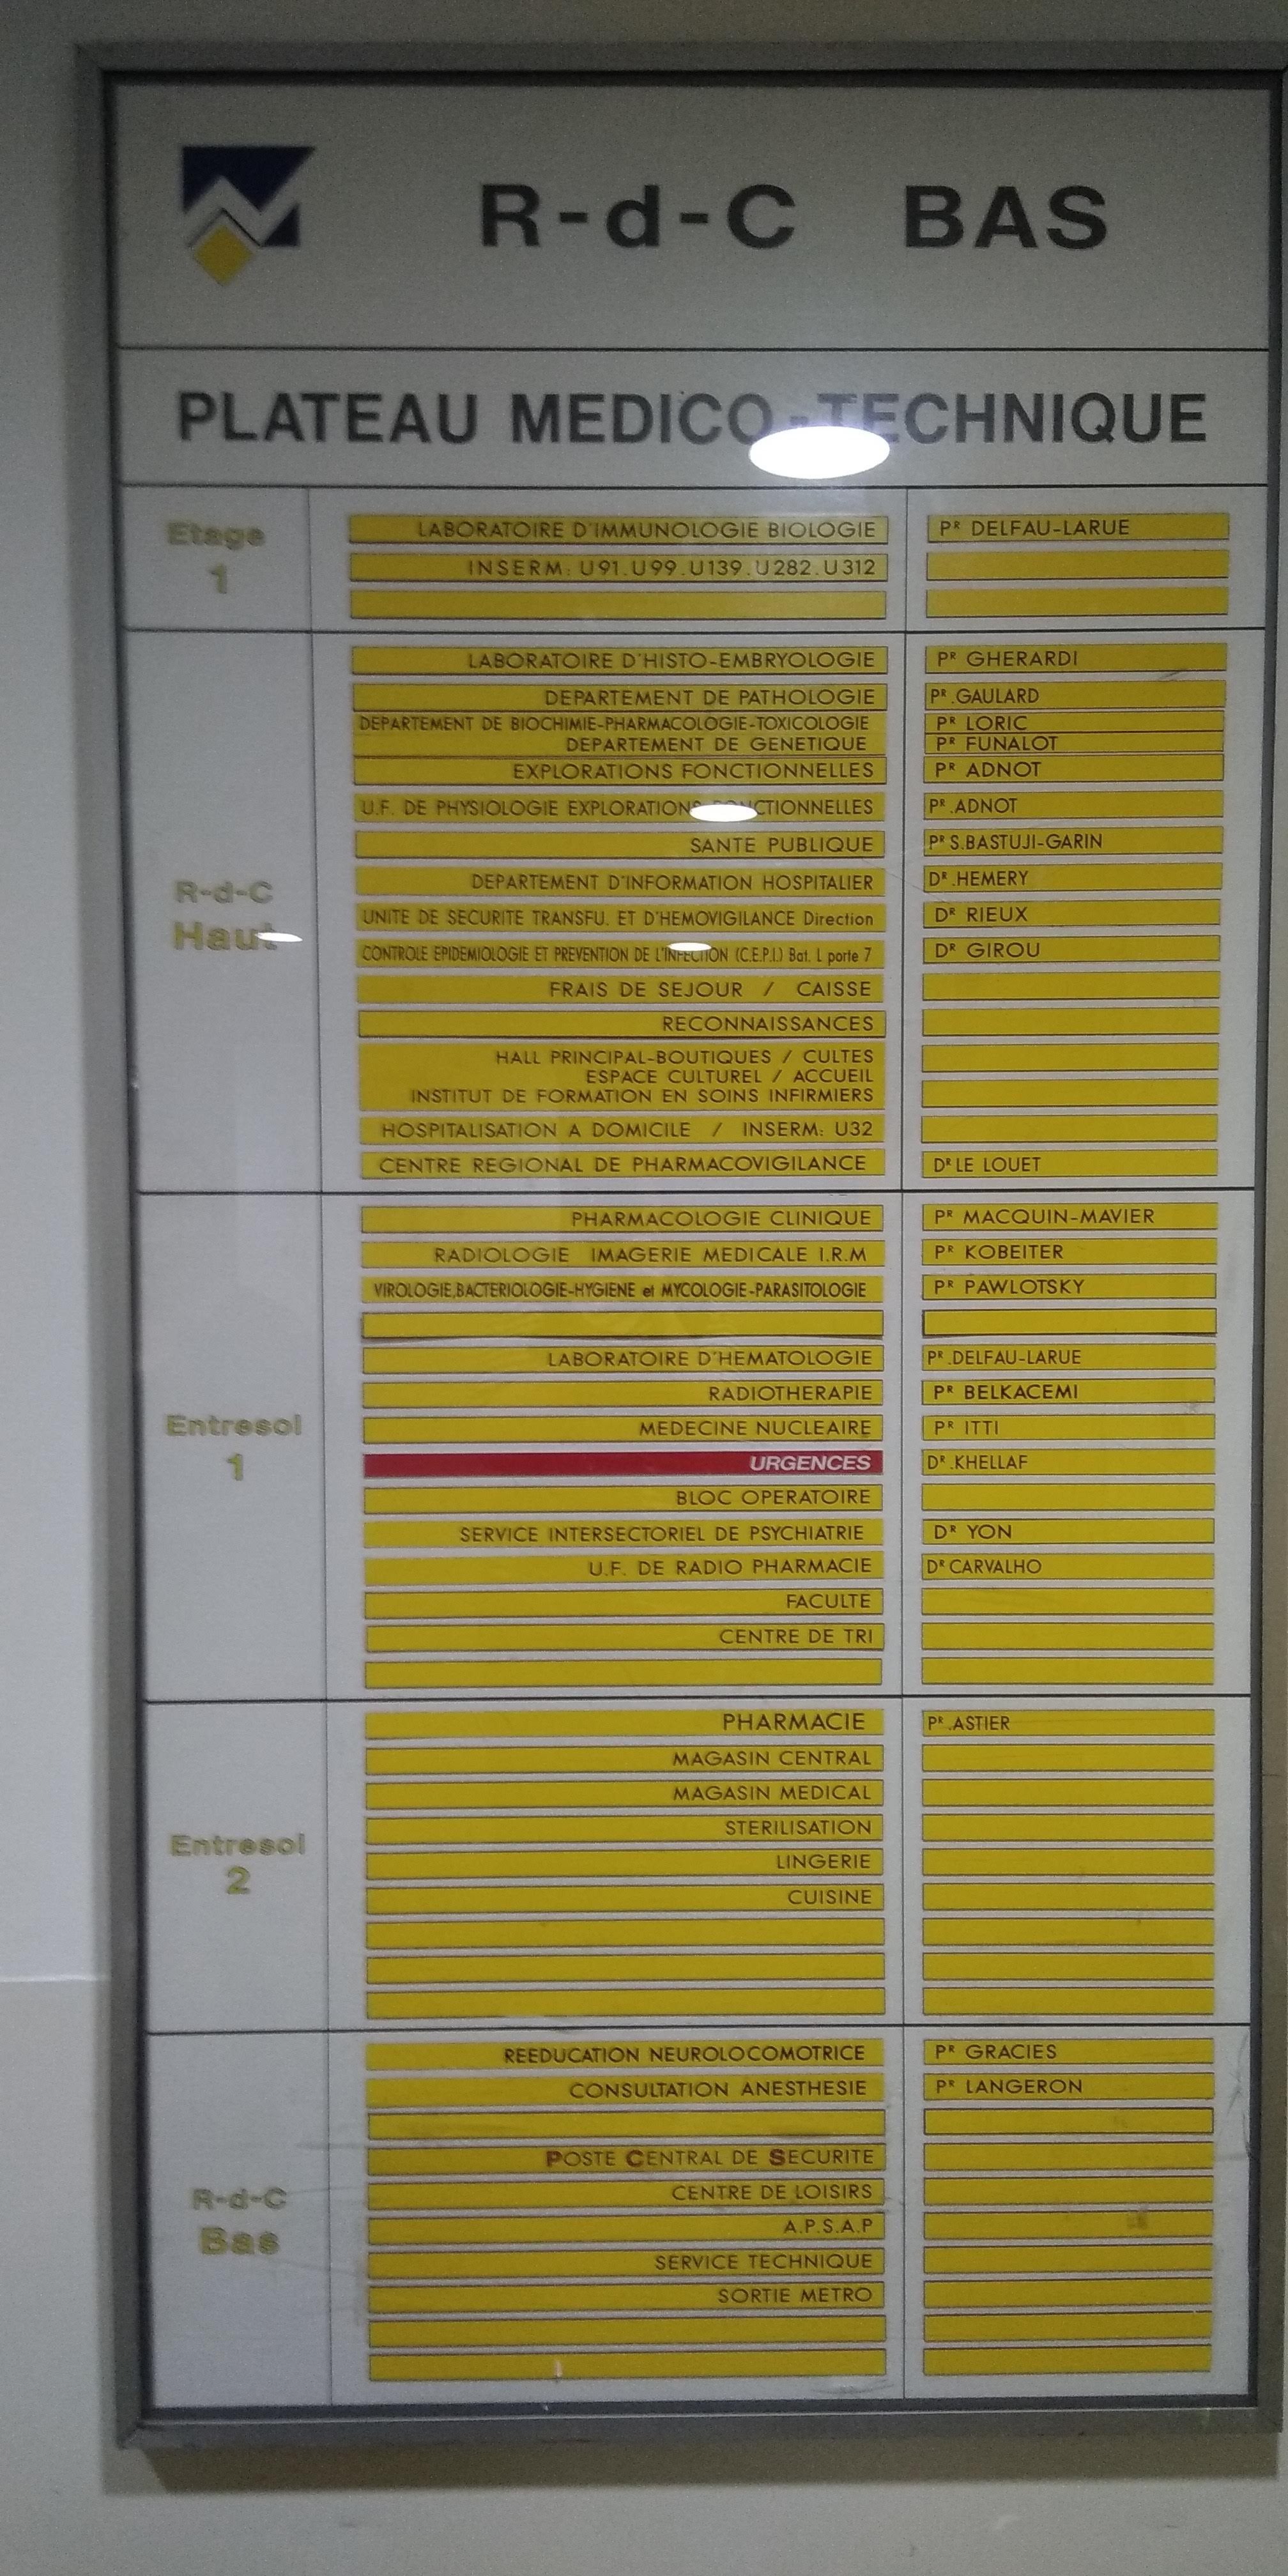 R-d-C BAS
PLATEAU MEDICO-TECHNIQUE
Etage
1
LABORATOIRE D'IMMUNOLOGIE BIOLOGIE PR DELFAU-LARUE
INSERM: U91.U99.U139.U282.U312
R-d-C
Haut
LABORATOIRE D'HISTO-EMBRYOLOGIE PR GHERARDI
DEPARTEMENT DE PATHOLOGIE PR.GAULARD
DEPARTEMENT DE BIOCHIMIE-PHARMACOLOGIE-TOXICOLOGIE PR LORIC
DEPARTEMENT DE GENETIQUE PR FUNALOT
EXPLORATIONS FONCTIONNELLES PR ADNOT
U.F. DE PHYSIOLOGIE EXPLORATIONS FONCTIONNELLES PR.ADNOT
SANTE PUBLIQUE PR S.BASTUJI-GARIN
DEPARTEMENT D'INFORMATION HOSPITALIER DR.HEMERY
UNITE DE SECURITE TRANSFU. ET D'HEMOVIGILANCE Direction DR RIEUX
CONTROLE EPIDEMIOLOGIE ET PREVENTION DE L'INFECTION (C.E.P.I.) Bat. L porte 7 DR GIROU
FRAIS DE SEJOUR / CAISSE
RECONNAISSANCES
HALL PRINCIPAL-BOUTIQUES / CULTES
ESPACE CULTUREL / ACCUEIL
INSTITUT DE FORMATION EN SOINS INFIRMIERS
HOSPITALISATION A DOMICILE / INSERM: U32
CENTRE REGIONAL DE PHARMACOVIGILANCE DR LE LOUET
Entresol
1
PHARMACOLOGIE CLINIQUE PR MACQUIN-MAVIER
RADIOLOGIE IMAGERIE MEDICALE I.R.M PR KOBEITER
VIROLOGIE,BACTERIOLOGIE-HYGIENE et MYCOLOGIE-PARASITOLOGIE PR PAWLOTSKY
LABORATOIRE D'HEMATOLOGIE PR.DELFAU-LARUE
RADIOTHERAPIE PR BELKACEMI
MEDECINE NUCLEAIRE PR ITTI
URGENCES DR.KHELLAF
BLOC OPERATOIRE
SERVICE INTERSECTORIEL DE PSYCHIATRIE DR YON
U.F. DE RADIO PHARMACIE DR CARVALHO
FACULTE
CENTRE DE TRI
Entresol
2
PHARMACIE PR.ASTIER
MAGASIN CENTRAL
MAGASIN MEDICAL
STERILISATION
LINGERIE
CUISINE
R-d-C
Bas
REEDUCATION NEUROLOCOMOTRICE PR GRACIES
CONSULTATION ANESTHESIE PR LANGERON
POSTE CENTRAL DE SECURITE
CENTRE DE LOISIRS
A.P.S.A.P
SERVICE TECHNIQUE
SORTIE METRO